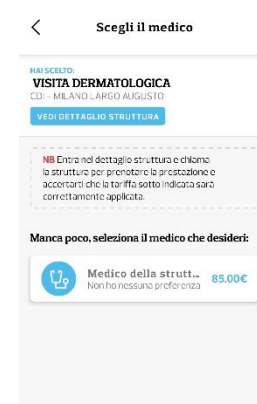 Scegli il medico
HAI SCELTO:
VISITA DERMATOLOGICA
CDI - MILANO LARGO AUGUSTO
VEDI DETTAGLIO STRUTTURA
NB Entra nel dettaglio struttura e chiama
la struttura per prenotare la prestazione e
accertarti che la tariffa sotto indicata sarà
correttamente applicata.
Manca poco, seleziona il medico che desideri:
Medico della strutt... 85.00€
Non ho nessuna preferenza